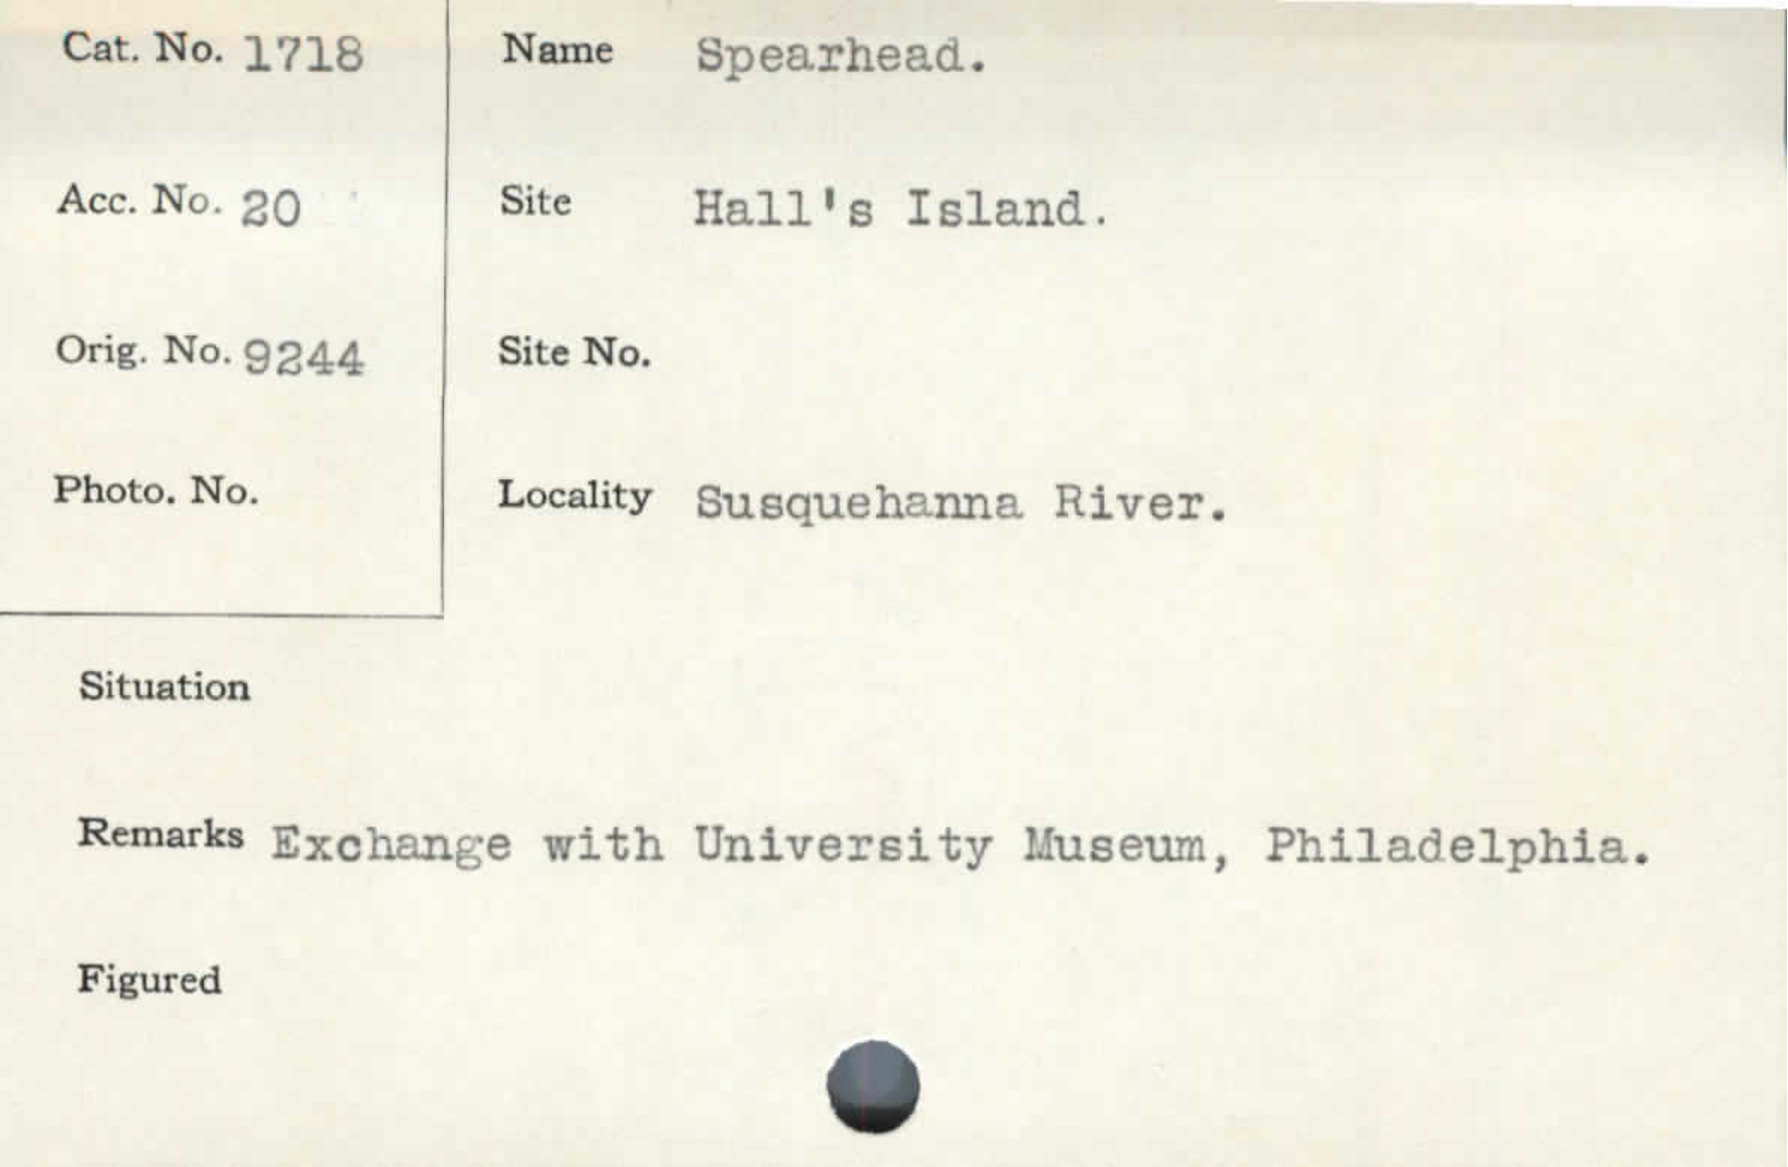 Cat. No. 1718
Name Spearhead.
Acc. No. 20
Site Hall's Island.
Orig. No. 9244
Site No.
Photo. No.
Locality Susquehanna River.
Situation
Remarks Exchange with University Museum, Philadelphia.
Figured